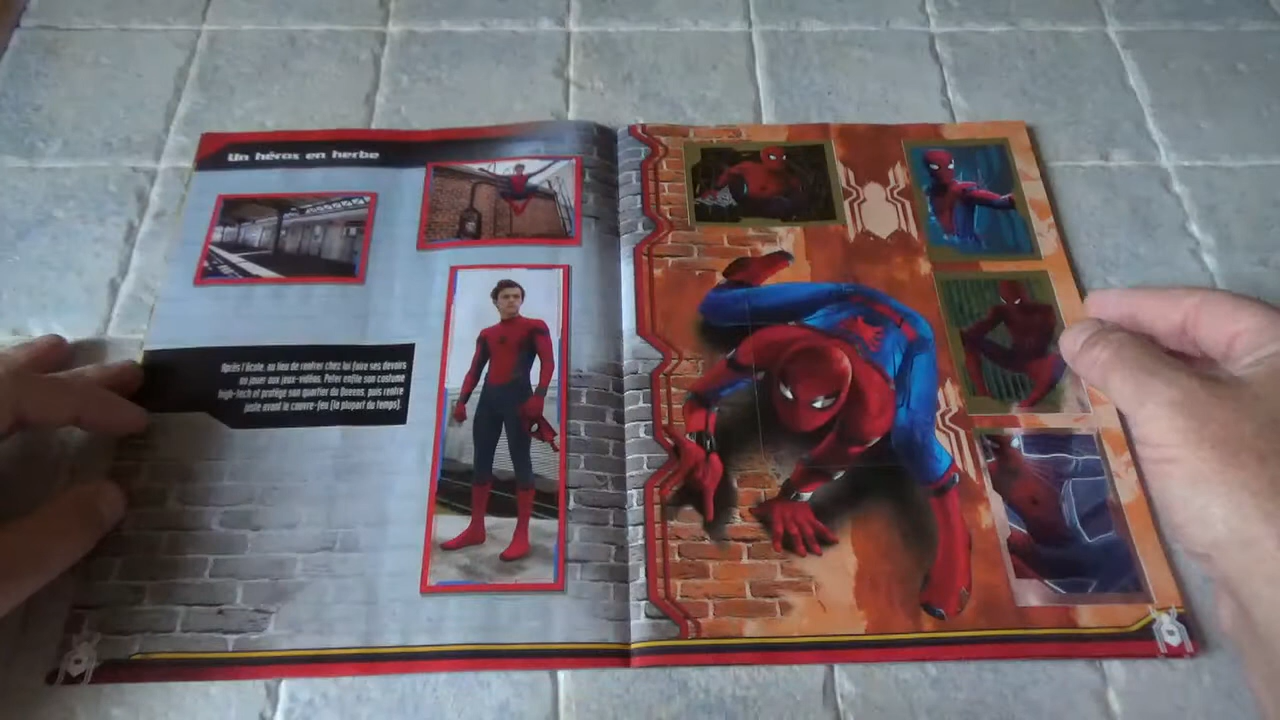 Un héros en herbe
Après l'école, au lieu de rentrer chez lui faire ses devoirs
ou jouer aux jeux-vidéos, Peter enfile son costume
high-tech et protège son quartier du Queens, puis rentre
juste avant le couvre-feu (la plupart du temps).